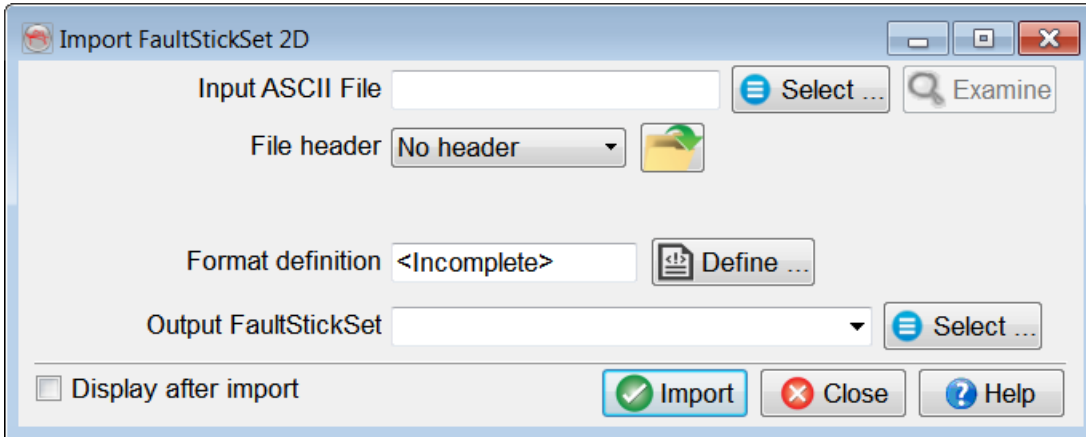 Import FaultStickSet 2D
Input ASCII File Select ... Examine
File header No header
Format definition <Incomplete> Define ...
Output FaultStickSet Select ...
Display after import Import Close Help